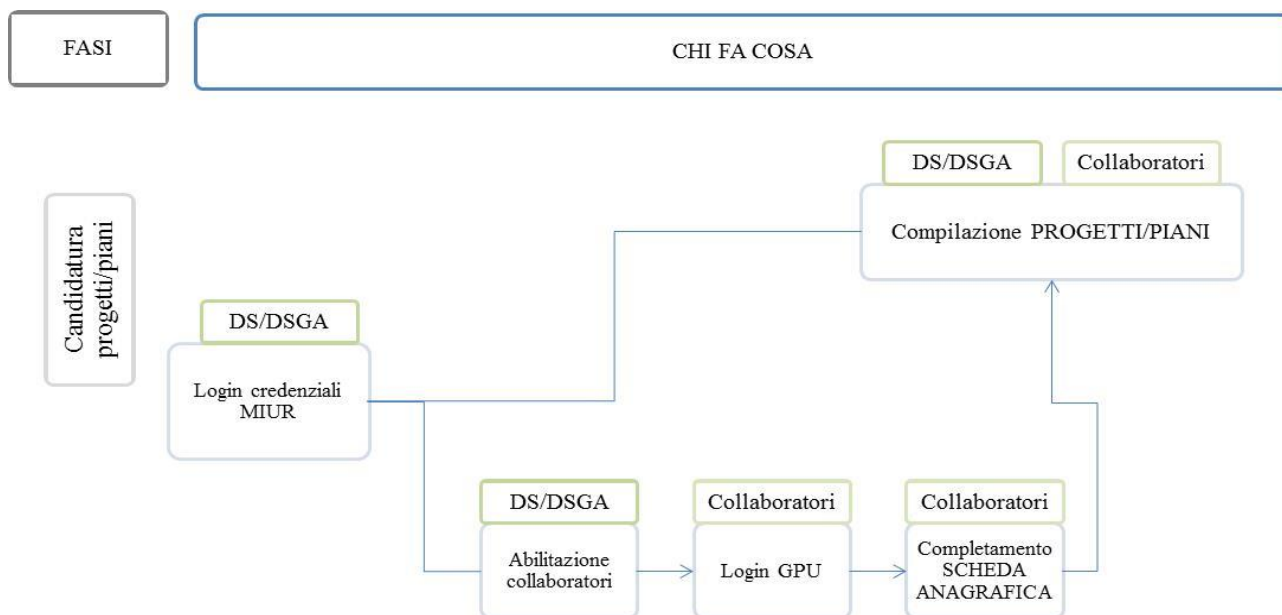 FASI
CHI FA COSA
DS/DSGA
Collaboratori
Compilazione PROGETTI/PIANI
Candidatura
progetti/piani
DS/DSGA
Login credenziali
MIUR
DS/DSGA
Abilitazione
collaboratori
Collaboratori
Login GPU
Collaboratori
Completamento
SCHEDA
ANAGRAFICA